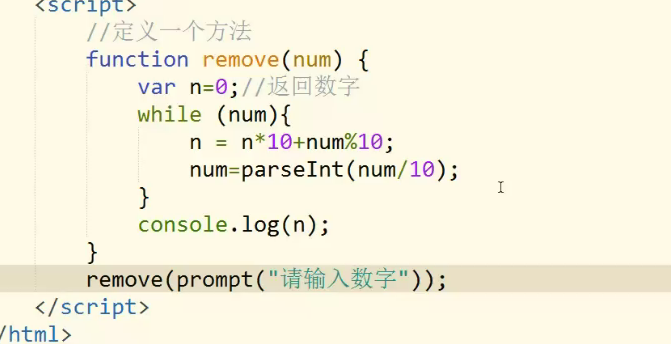 <script>
//定义一个方法
function remove(num) {
var n=0;//返回数字
while (num){
n = n*10+num%10;
num=parseInt(num/10);
}
console.log(n);
}
remove(prompt("请输入数字"));
</script>
/html>